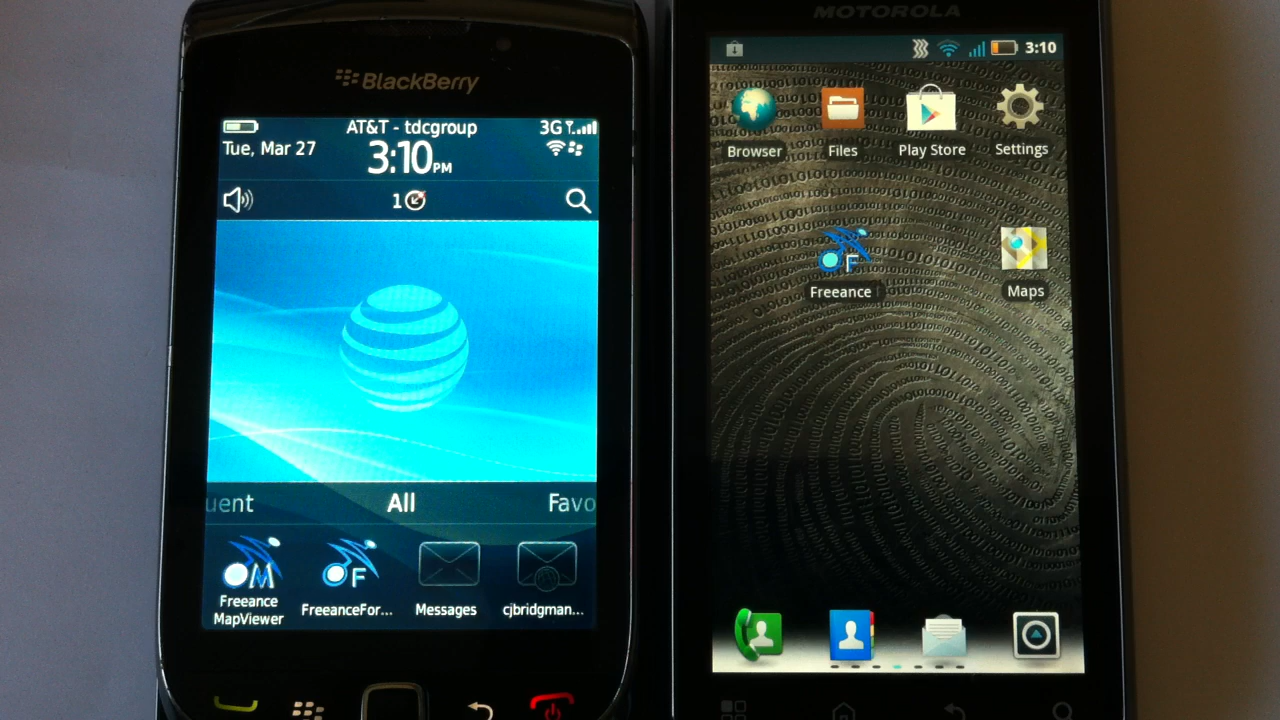 BlackBerry
AT&T - tdcgroup
3G
Tue, Mar 27
3:10PM
1
uent
All
Favo
Freeance
MapViewer
FreeanceFor...
Messages
cjbridgman...
MOTOROLA
3:10
Browser
Files
Play Store
Settings
Freeance
Maps